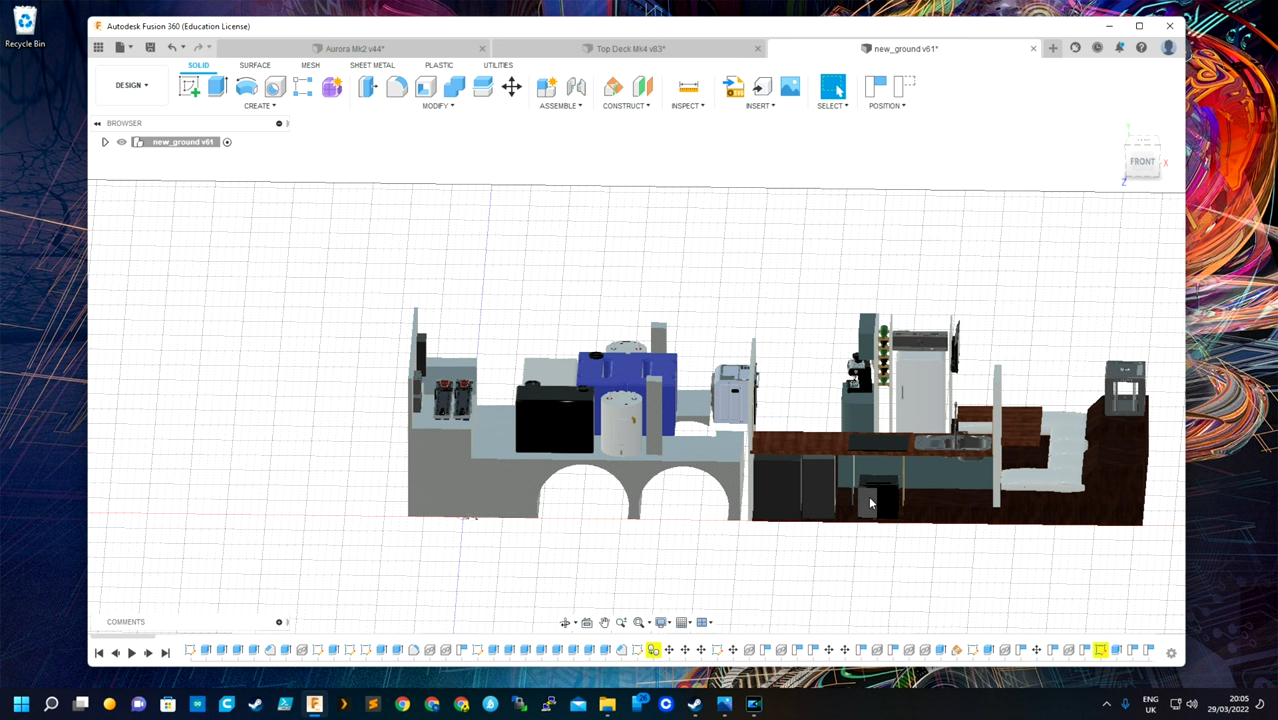 Recycle Bin
Autodesk Fusion 360 (Education License)
Aurora Mk2 v44*
Top Deck Mk4 v83*
new_ground v61*
SOLID SURFACE MESH SHEET METAL PLASTIC UTILITIES
DESIGN
CREATE MODIFY ASSEMBLE CONSTRUCT INSPECT INSERT SELECT POSITION
BROWSER
new_ground v61
FRONT
Y
X
Z
COMMENTS
ENG
UK
20:05
29/03/2022